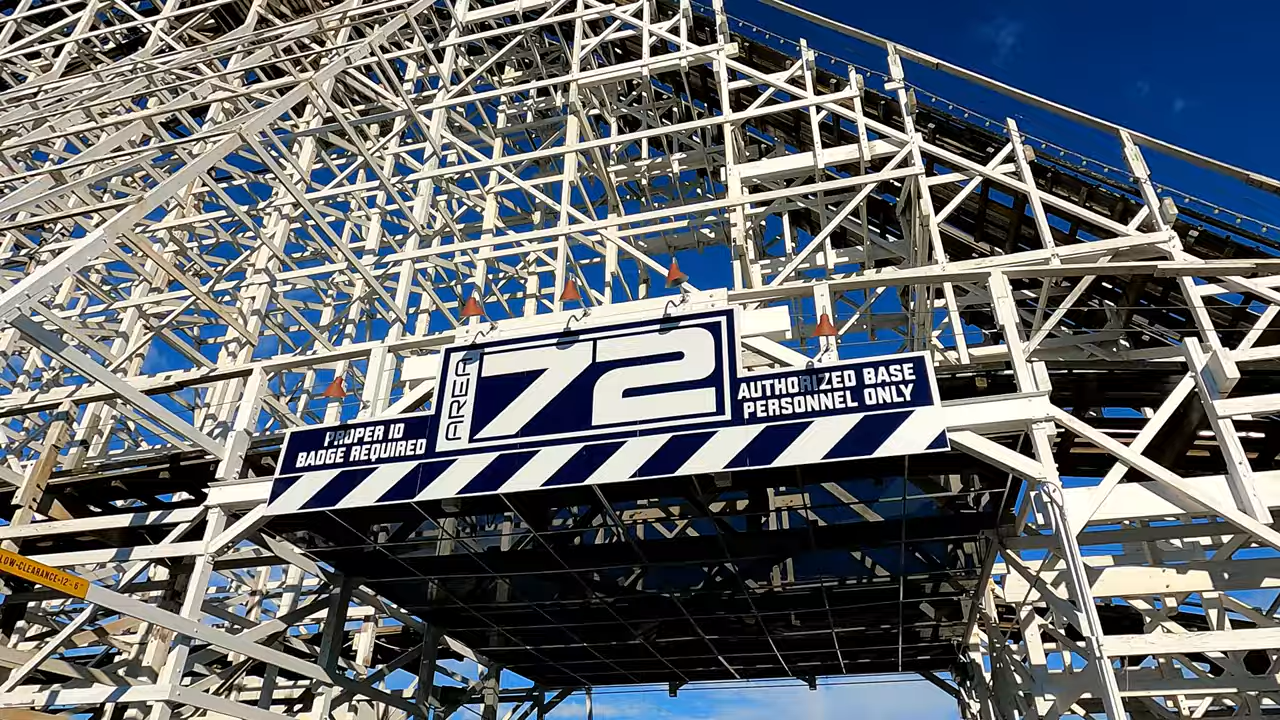 AREA
72
AUTHORIZED BASE
PERSONNEL ONLY
PROPER ID
BADGE REQUIRED
LOW-CLEARANCE-12'-6"